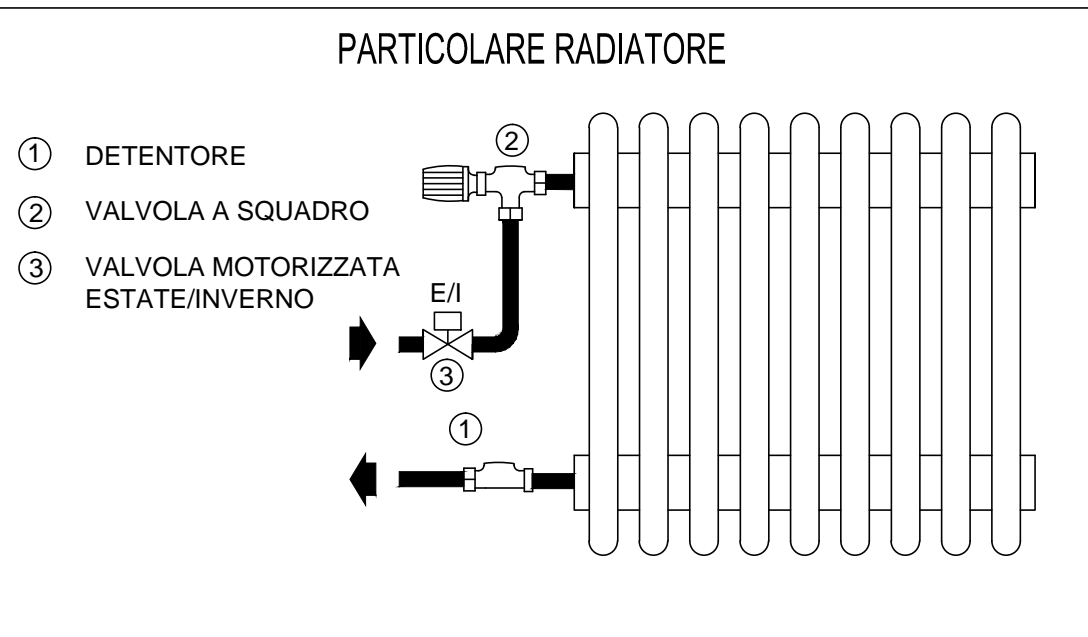 PARTICOLARE RADIATORE
1 DETENTORE
2 VALVOLA A SQUADRO
3 VALVOLA MOTORIZZATA
ESTATE/INVERNO
2
E/I
3
1